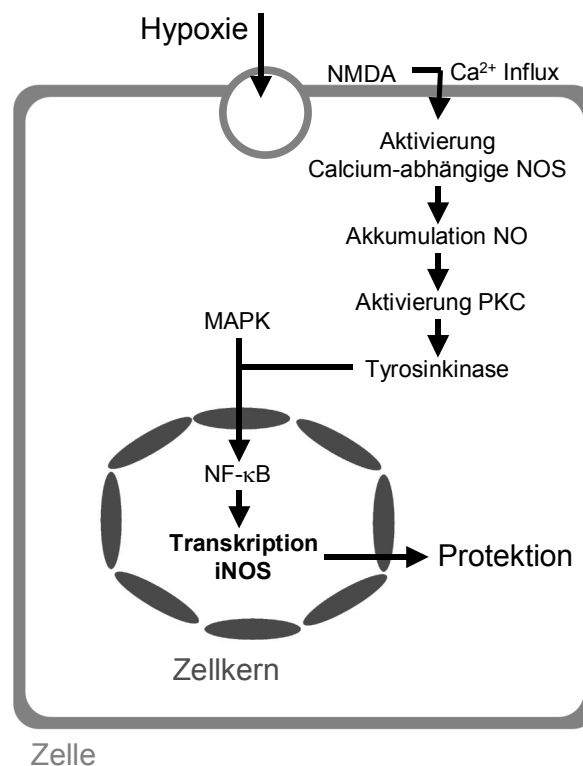 Hypoxie
NMDA
Ca²⁺ Influx
Aktivierung
Calcium-abhängige NOS
Akkumulation NO
Aktivierung PKC
MAPK
Tyrosinkinase
NF-κB
Transkription
iNOS
Protektion
Zellkern
Zelle